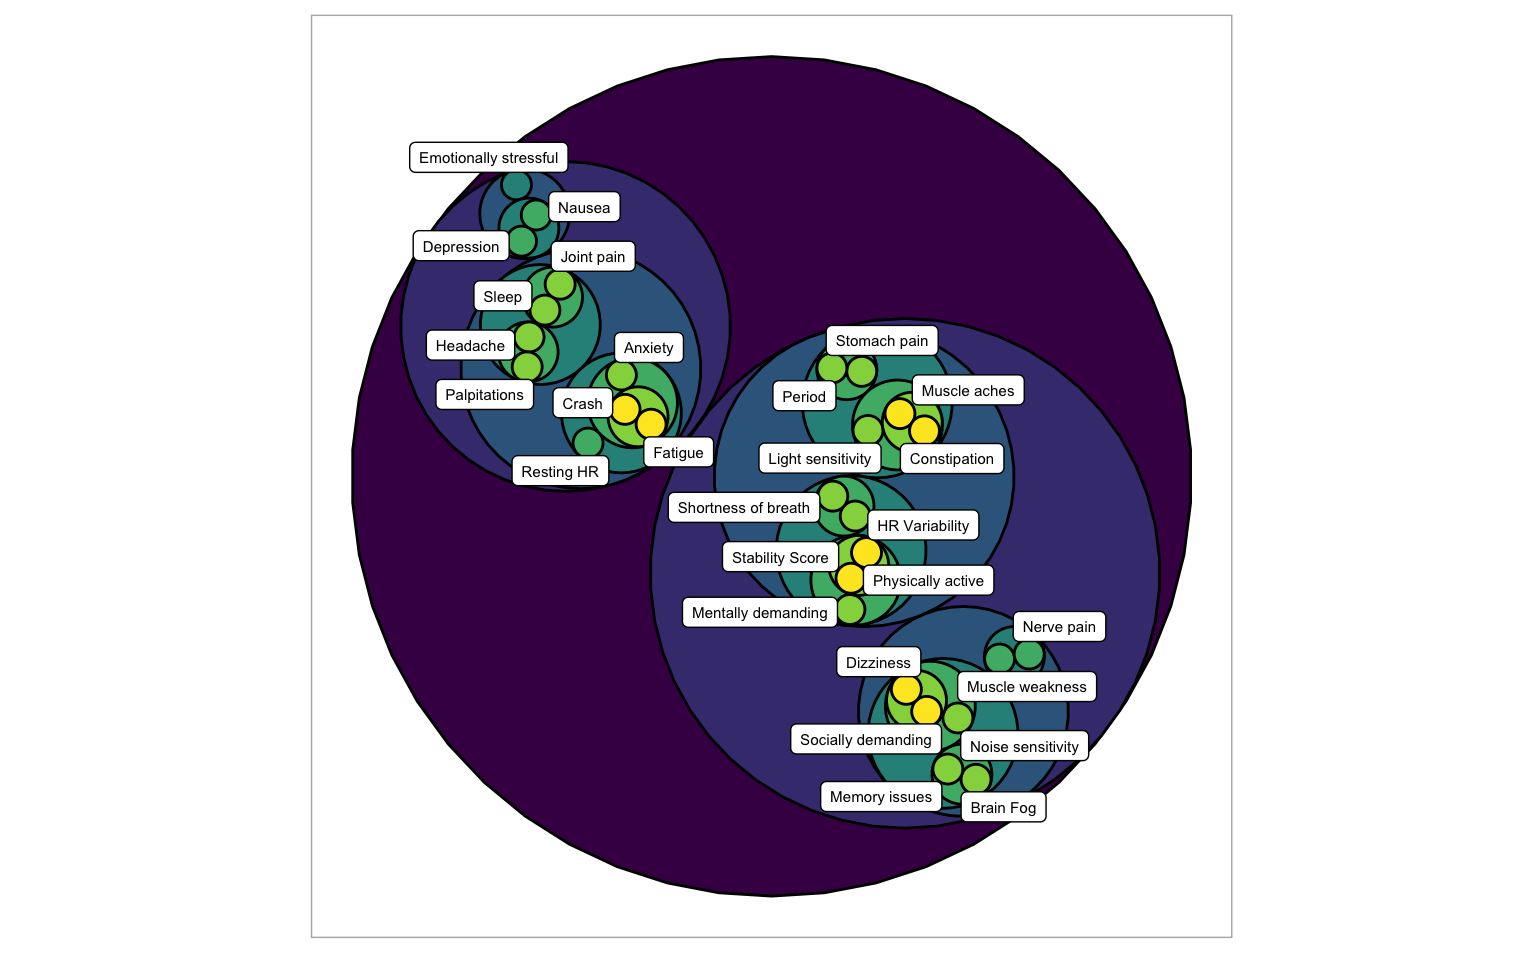 Emotionally stressful
Nausea
Depression
Joint pain
Sleep
Headache
Anxiety
Palpitations
Crash
Fatigue
Resting HR
Stomach pain
Muscle aches
Period
Light sensitivity
Constipation
Shortness of breath
HR Variability
Stability Score
Physically active
Mentally demanding
Nerve pain
Dizziness
Muscle weakness
Socially demanding
Noise sensitivity
Memory issues
Brain Fog